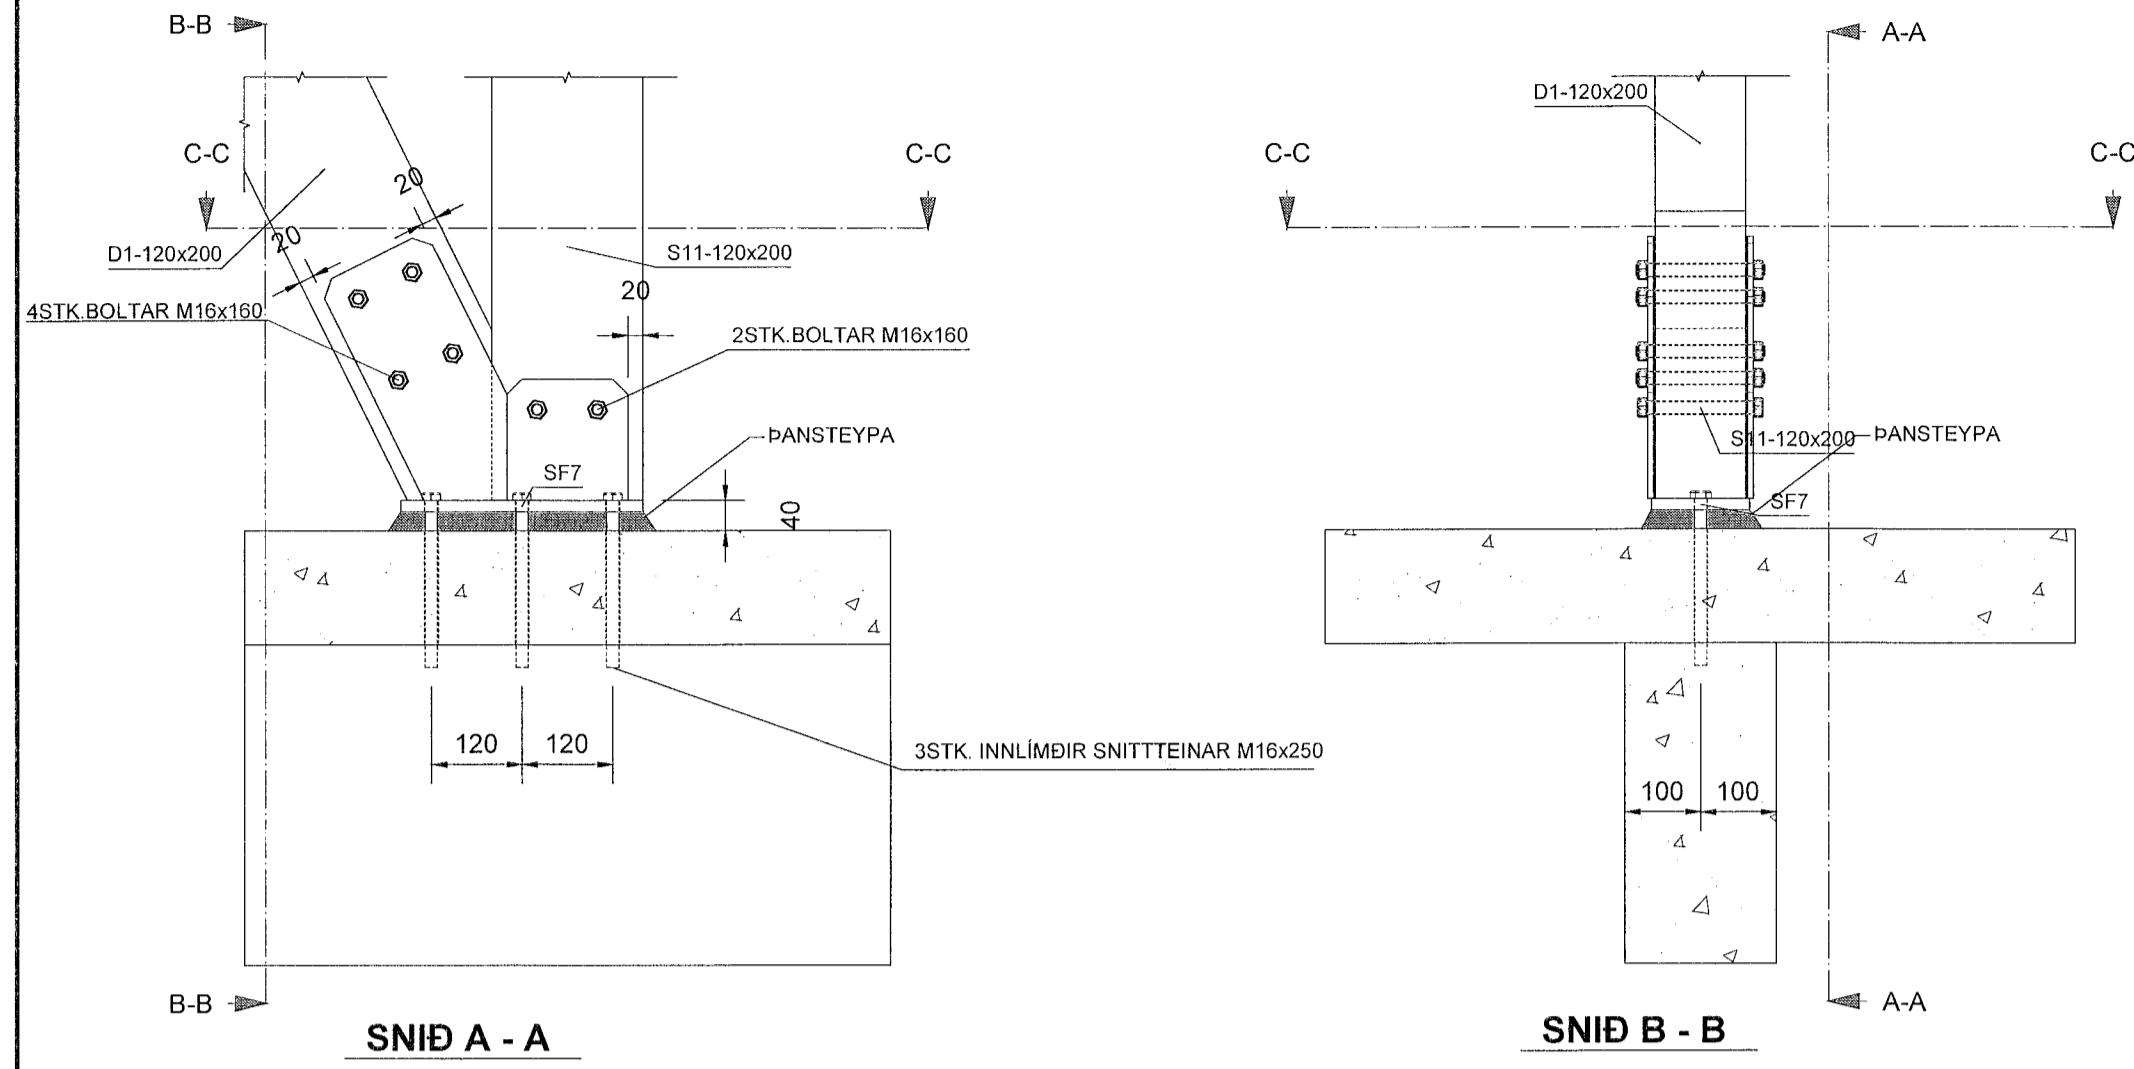 B-B
A-A
D1-120x200
C-C
C-C
C-C
C-C
20
20
D1-120x200
S11-120x200
20
4STK.BOLTAR M16x160
2STK.BOLTAR M16x160
ÞANSTEYPA
S11-120x200
ÞANSTEYPA
SF7
SF7
40
120
120
3STK. INNLÍMÐIR SNITTTEINAR M16x250
100
100
B-B
A-A
SNIÐ A - A
SNIÐ B - B